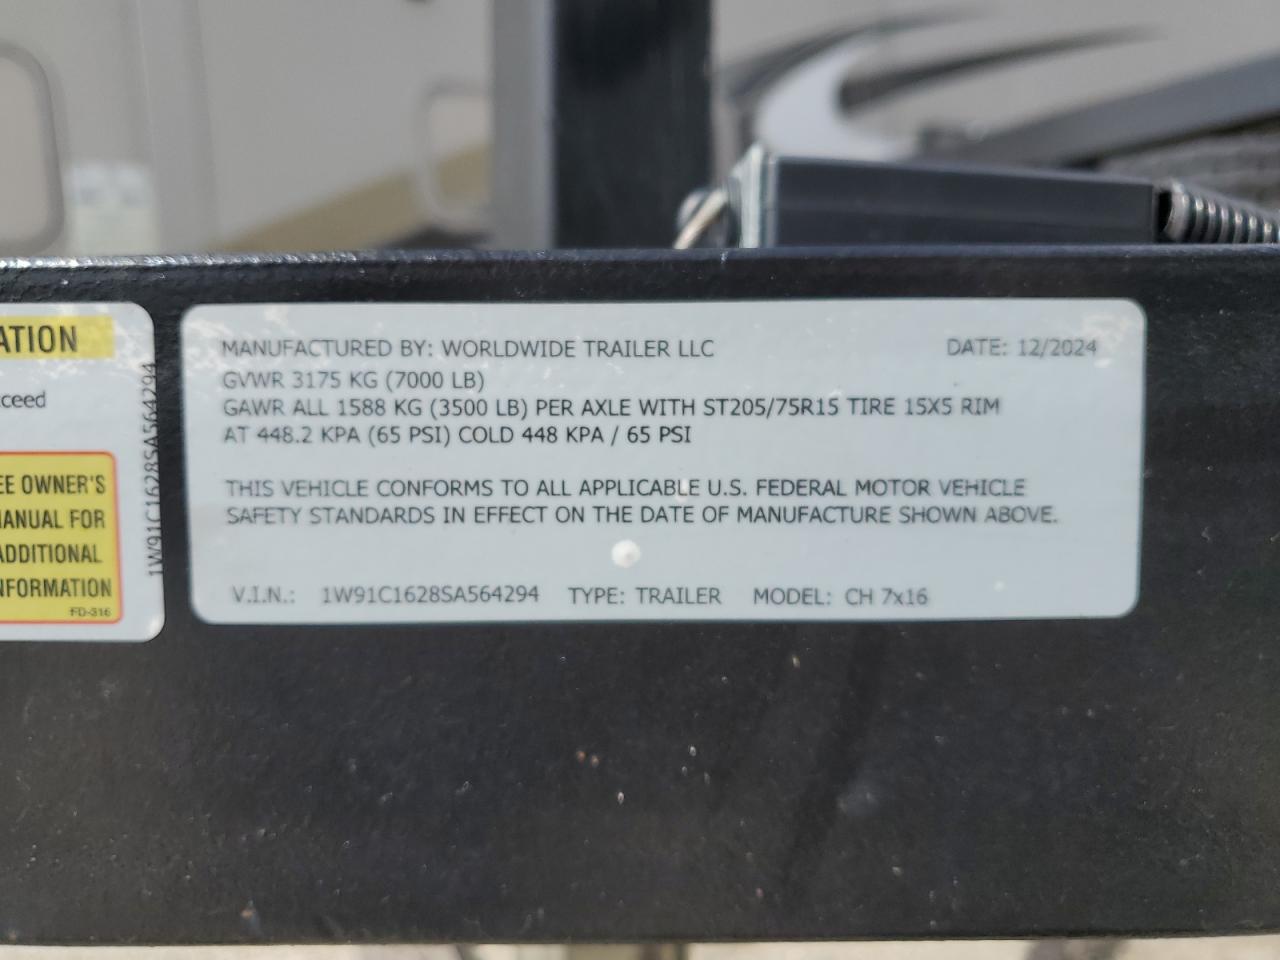 ATION
ceed
EE OWNER'S
MANUAL FOR
ADDITIONAL
NFORMATION
FD-316
1W91C1628SA564294
MANUFACTURED BY: WORLDWIDE TRAILER LLC DATE: 12/2024
GVWR 3175 KG (7000 LB)
GAWR ALL 1588 KG (3500 LB) PER AXLE WITH ST205/75R15 TIRE 15X5 RIM
AT 448.2 KPA (65 PSI) COLD 448 KPA / 65 PSI
THIS VEHICLE CONFORMS TO ALL APPLICABLE U.S. FEDERAL MOTOR VEHICLE
SAFETY STANDARDS IN EFFECT ON THE DATE OF MANUFACTURE SHOWN ABOVE.
V.I.N.: 1W91C1628SA564294 TYPE: TRAILER MODEL: CH 7x16